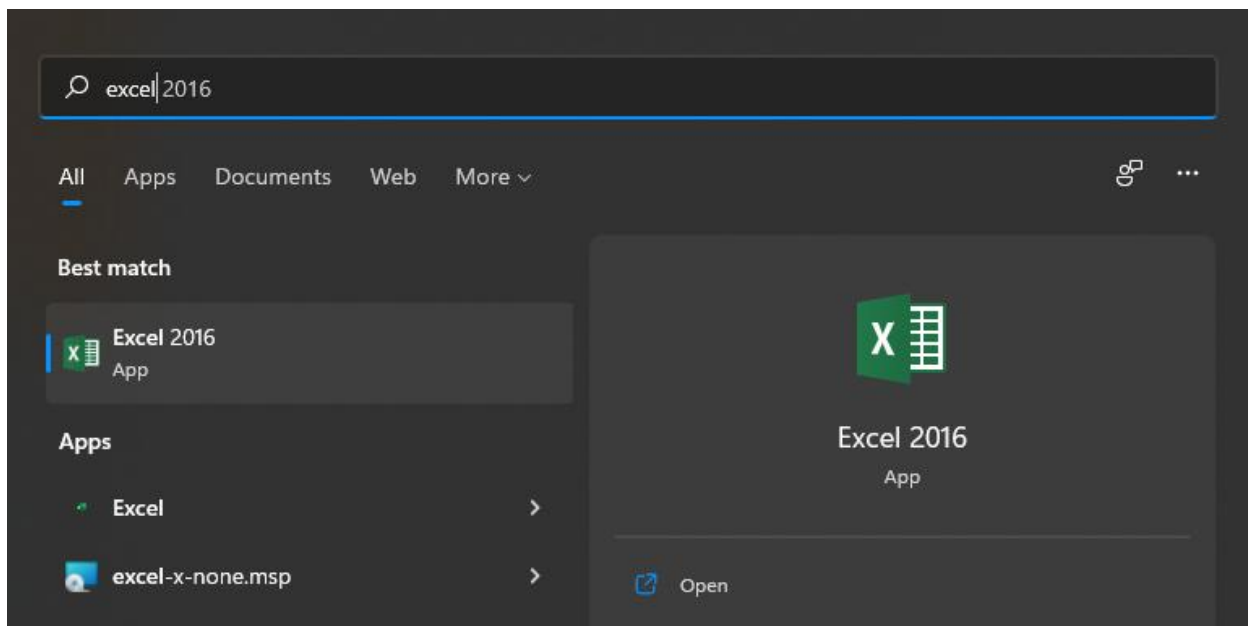 excel 2016
All Apps Documents Web More
Best match
Excel 2016
App
Apps
Excel
excel-x-none.msp
Excel 2016
App
Open